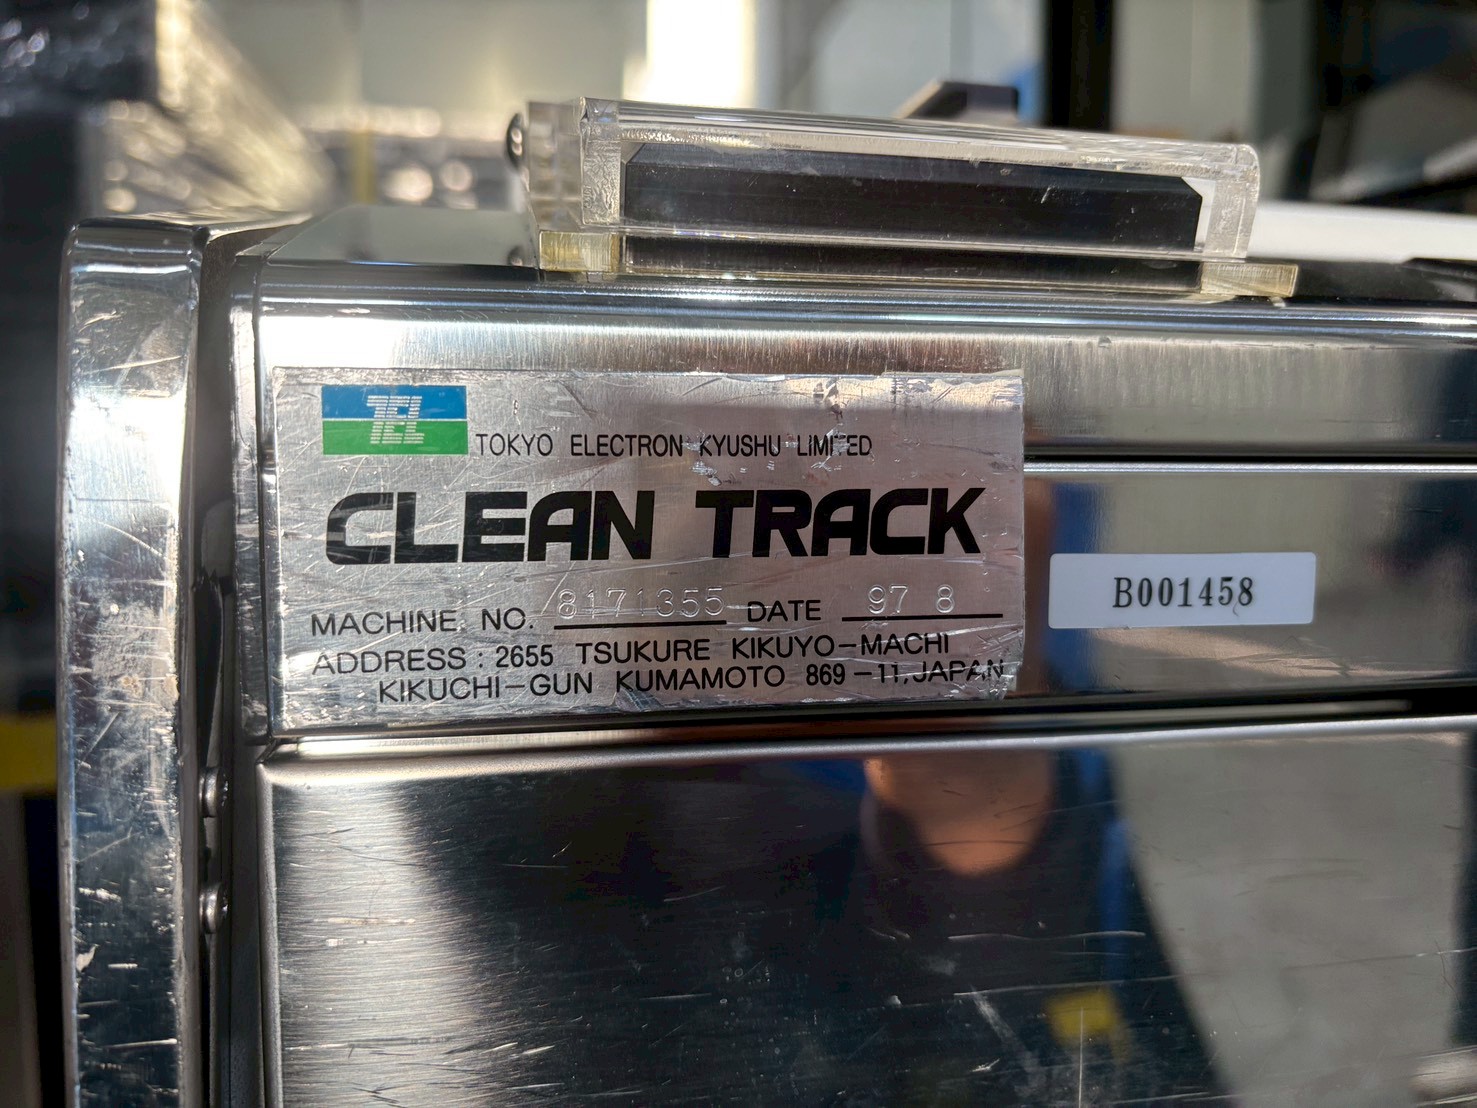 TEL
TOKYO ELECTRON KYUSHU LIMITED
CLEAN TRACK
MACHINE NO. 8171355 DATE 97 8
ADDRESS : 2655 TSUKURE KIKUYO-MACHI
KIKUCHI-GUN KUMAMOTO 869-11, JAPAN
B001458